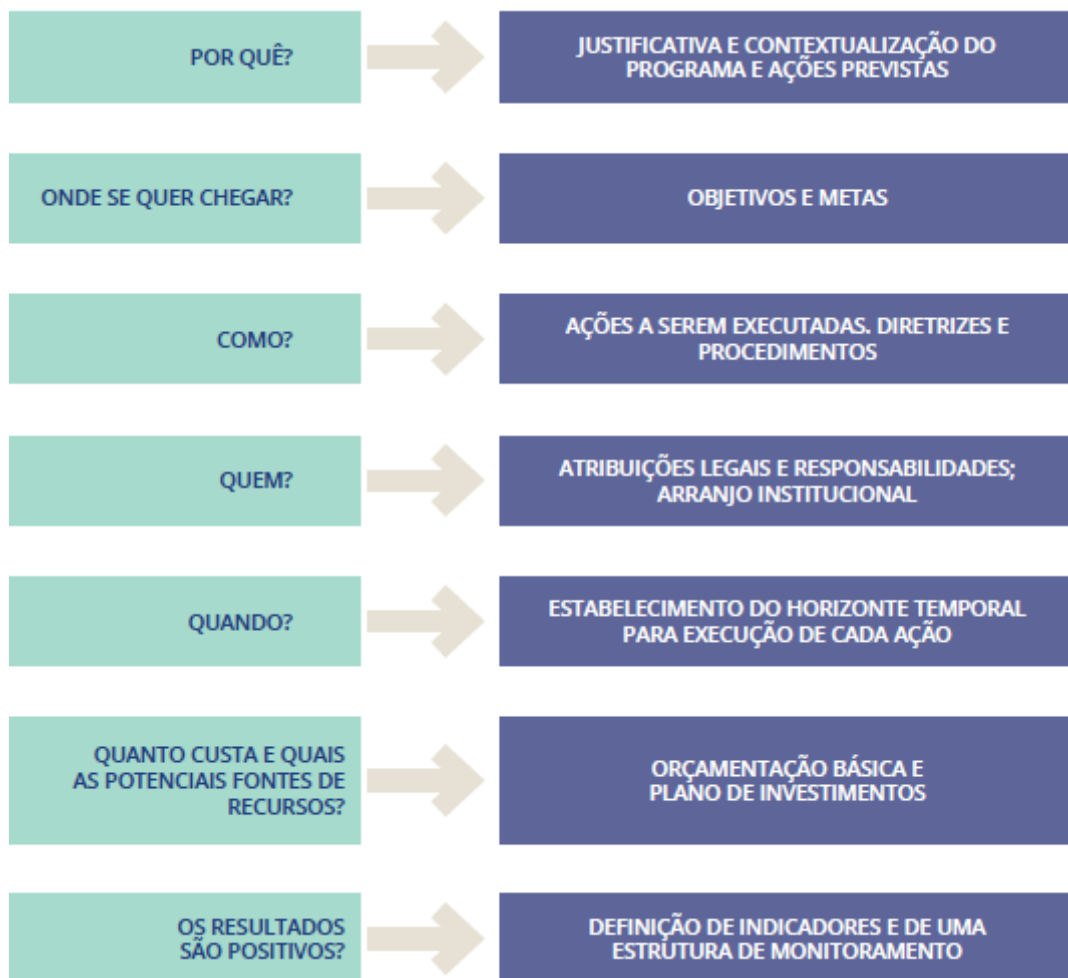 POR QUÊ?
JUSTIFICATIVA E CONTEXTUALIZAÇÃO DO
PROGRAMA E AÇÕES PREVISTAS
ONDE SE QUER CHEGAR?
OBJETIVOS E METAS
COMO?
AÇÕES A SEREM EXECUTADAS. DIRETRIZES E
PROCEDIMENTOS
QUEM?
ATRIBUIÇÕES LEGAIS E RESPONSABILIDADES;
ARRANJO INSTITUCIONAL
QUANDO?
ESTABELECIMENTO DO HORIZONTE TEMPORAL
PARA EXECUÇÃO DE CADA AÇÃO
QUANTO CUSTA E QUAIS
AS POTENCIAIS FONTES DE
RECURSOS?
ORÇAMENTAÇÃO BÁSICA E
PLANO DE INVESTIMENTOS
OS RESULTADOS
SÃO POSITIVOS?
DEFINIÇÃO DE INDICADORES E DE UMA
ESTRUTURA DE MONITORAMENTO